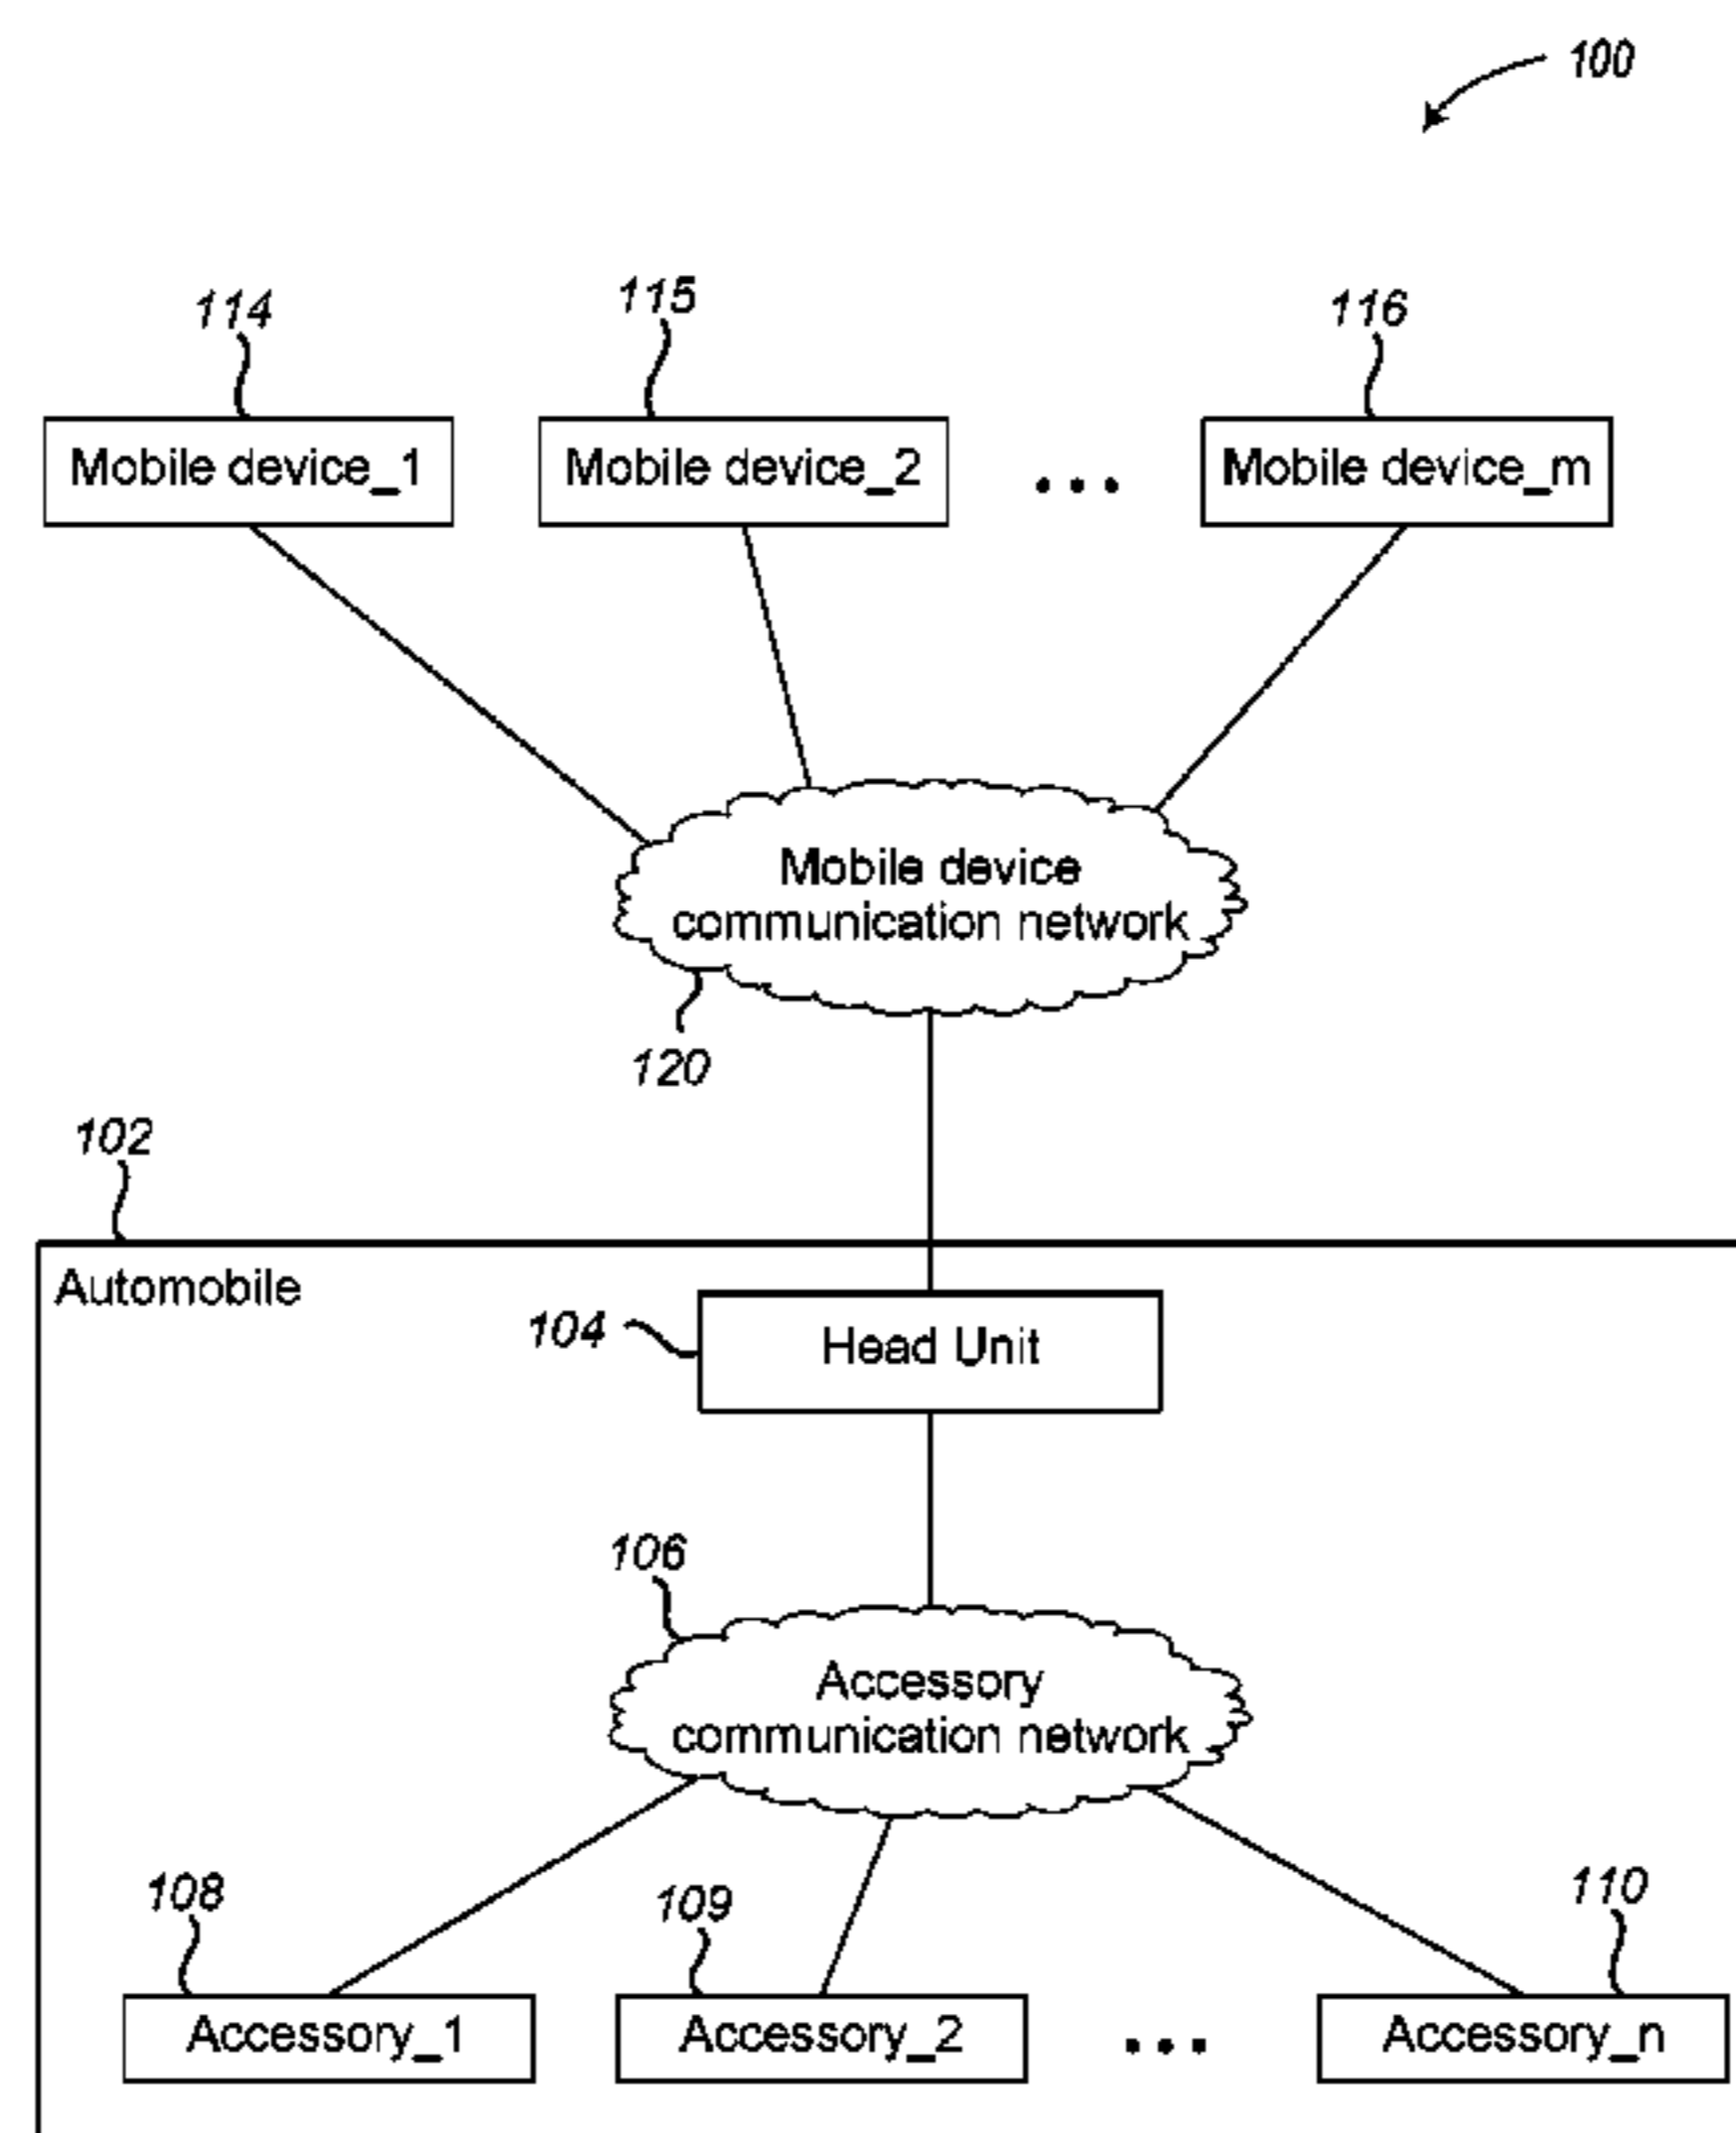 100
114
115
116
Mobile device_1
Mobile device_2
• • •
Mobile device_m
Mobile device
communication network
120
102
Automobile
104
Head Unit
106
Accessory
communication network
108
109
110
Accessory_1
Accessory_2
• • •
Accessory_n